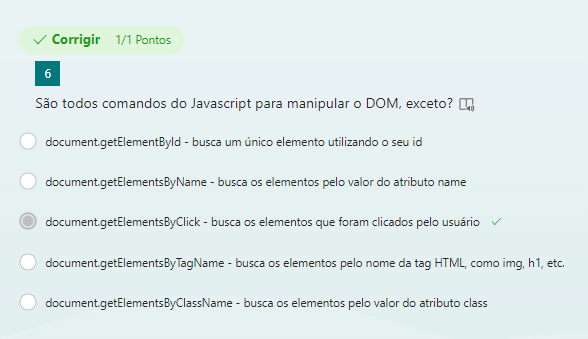 Corrigir 1/1 Pontos
6
São todos comandos do Javascript para manipular o DOM, exceto?
document.getElementById - busca um único elemento utilizando o seu id
document.getElementsByName - busca os elementos pelo valor do atributo name
document.getElementsByClick - busca os elementos que foram clicados pelo usuário
document.getElementsByTagName - busca os elementos pelo nome da tag HTML, como img, h1, etc.
document.getElementsByClassName - busca os elementos pelo valor do atributo class